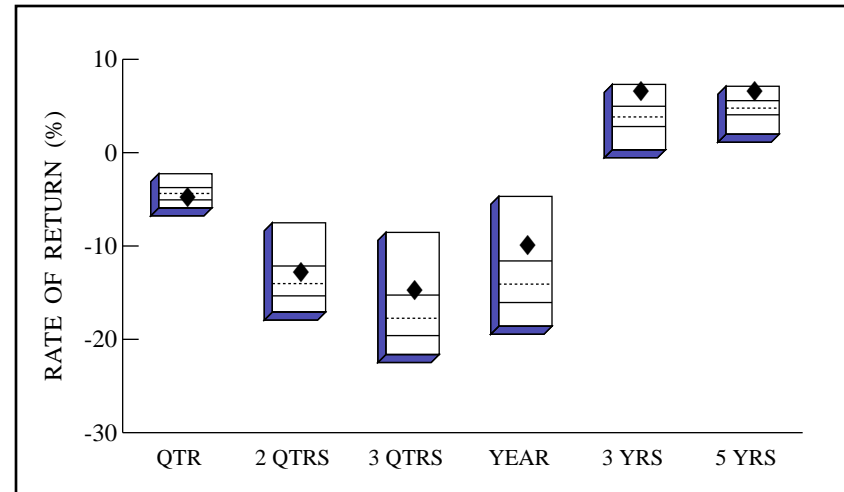 RATE OF RETURN (%)
10
0
-10
-20
-30
QTR 2 QTRS 3 QTRS YEAR 3 YRS 5 YRS